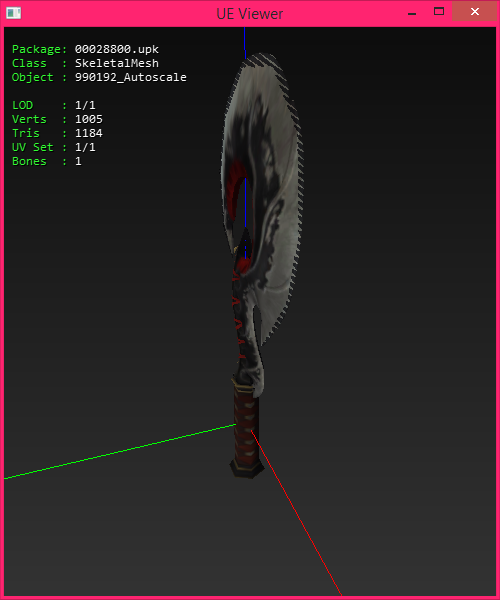 UE Viewer
Package: 00028800.upk
Class : SkeletalMesh
Object : 990192_Autoscale
LOD : 1/1
Verts : 1005
Tris : 1184
UV Set : 1/1
Bones : 1